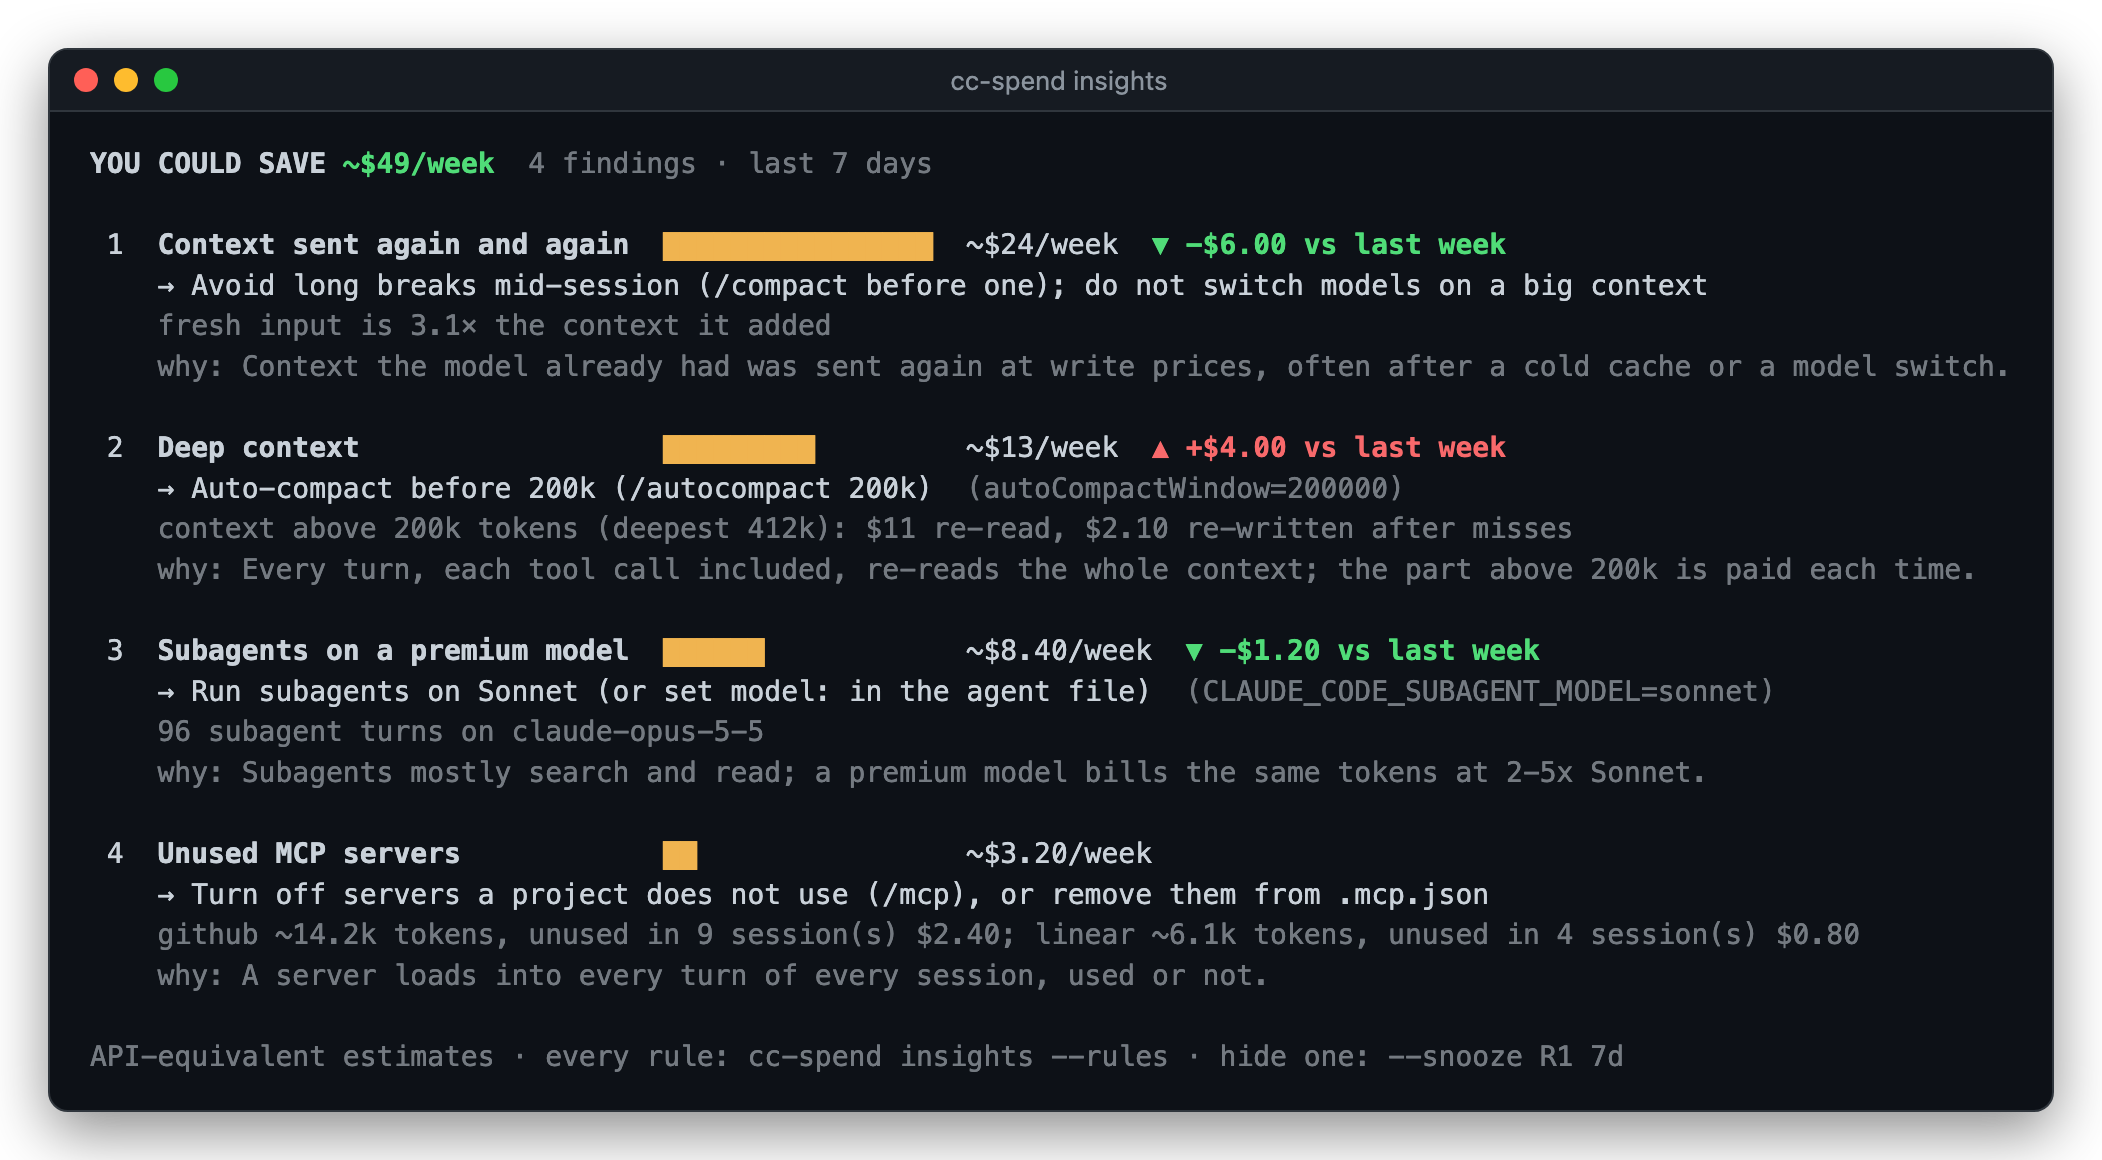 cc-spend insights
YOU COULD SAVE ~$49/week  4 findings · last 7 days
1  Context sent again and again  ~$24/week  ▼ −$6.00 vs last week
→ Avoid long breaks mid-session (/compact before one); do not switch models on a big context
fresh input is 3.1× the context it added
why: Context the model already had was sent again at write prices, often after a cold cache or a model switch.
2  Deep context  ~$13/week  ▲ +$4.00 vs last week
→ Auto-compact before 200k (/autocompact 200k)  (autoCompactWindow=200000)
context above 200k tokens (deepest 412k): $11 re-read, $2.10 re-written after misses
why: Every turn, each tool call included, re-reads the whole context; the part above 200k is paid each time.
3  Subagents on a premium model  ~$8.40/week  ▼ −$1.20 vs last week
→ Run subagents on Sonnet (or set model: in the agent file)  (CLAUDE_CODE_SUBAGENT_MODEL=sonnet)
96 subagent turns on claude-opus-5-5
why: Subagents mostly search and read; a premium model bills the same tokens at 2–5x Sonnet.
4  Unused MCP servers  ~$3.20/week
→ Turn off servers a project does not use (/mcp), or remove them from .mcp.json
github ~14.2k tokens, unused in 9 session(s) $2.40; linear ~6.1k tokens, unused in 4 session(s) $0.80
why: A server loads into every turn of every session, used or not.
API-equivalent estimates · every rule: cc-spend insights --rules · hide one: --snooze R1 7d